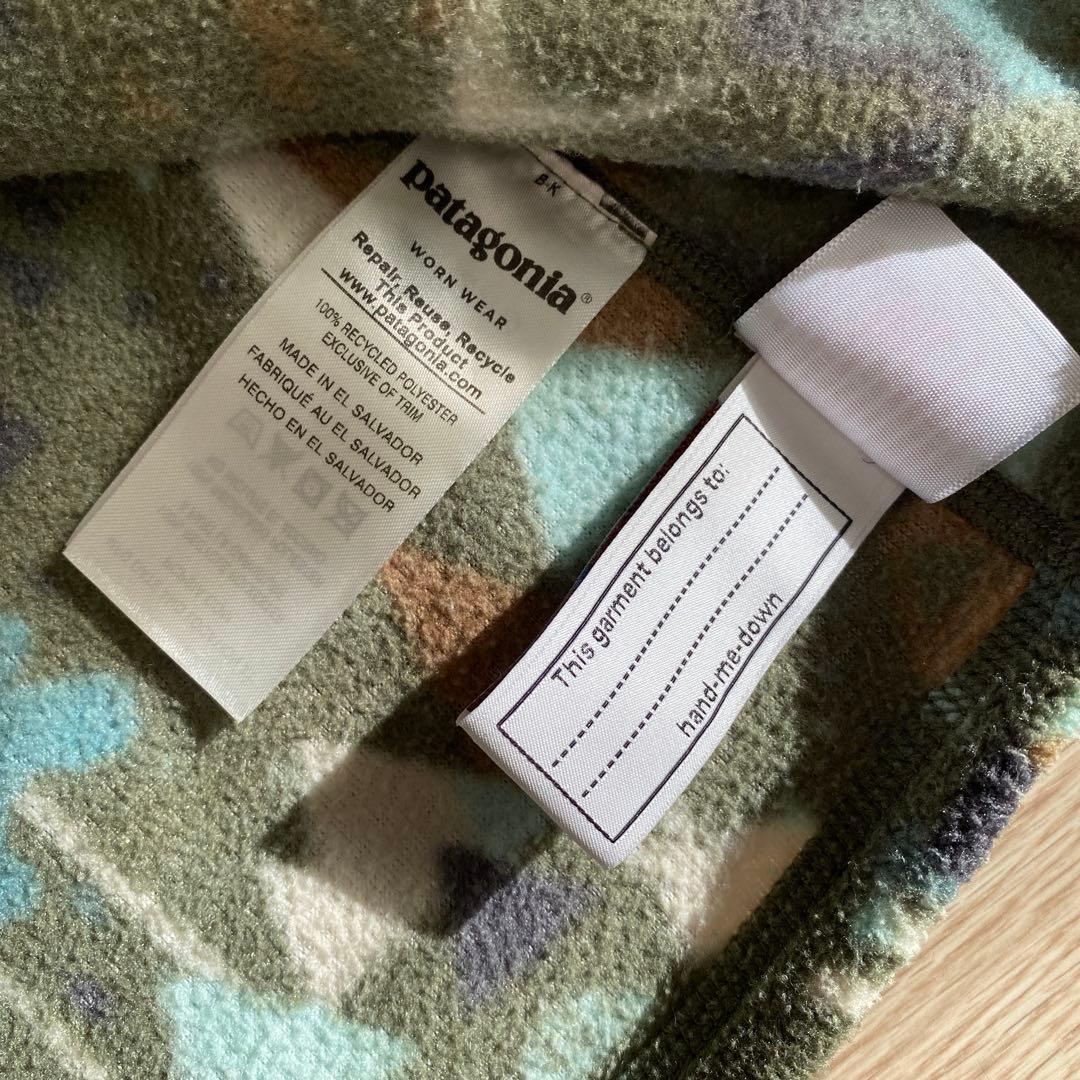 B-K
patagonia®
WORN WEAR
Repair, Reuse, Recycle
This Product
www.patagonia.com
100% RECYCLED POLYESTER
EXCLUSIVE OF TRIM
MADE IN EL SALVADOR
FABRIQUÉ AU EL SALVADOR
HECHO EN EL SALVADOR
This garment belongs to:
hand-me-down